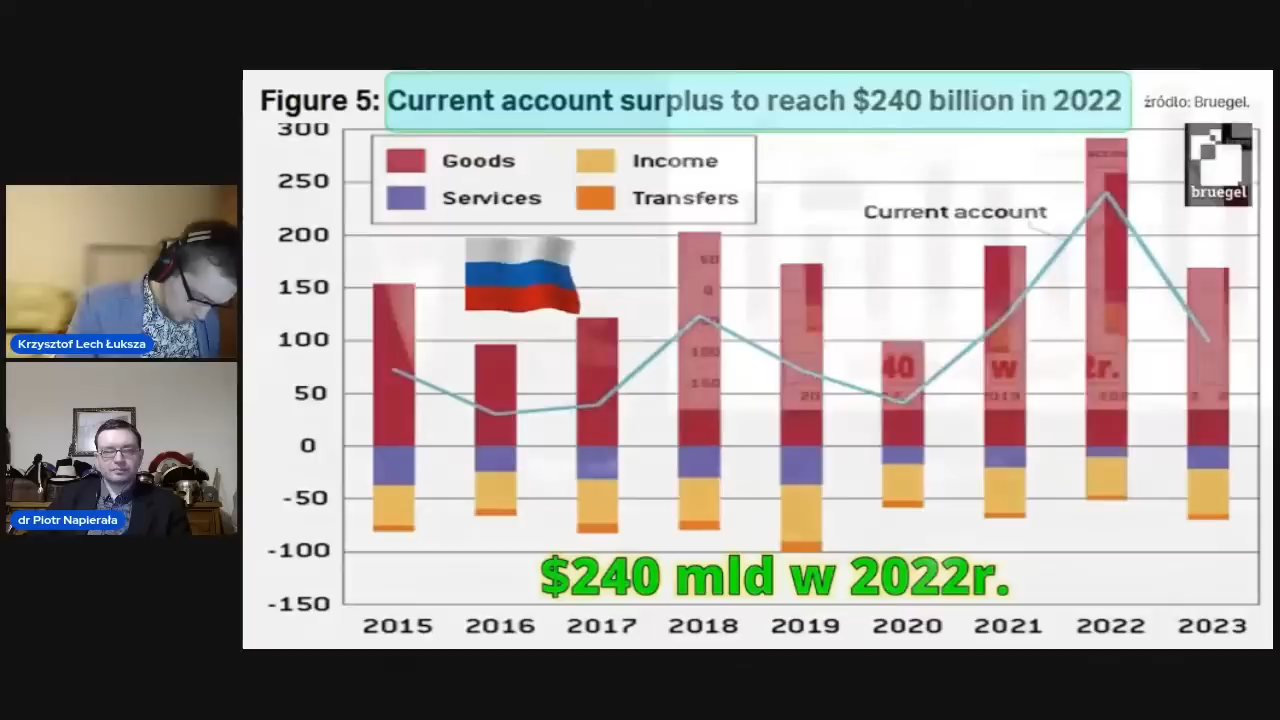 Figure 5: Current account surplus to reach $240 billion in 2022
źródło: Bruegel.
bruegel
Goods
Income
Services
Transfers
Current account
300
250
200
150
100
50
0
-50
-100
-150
40 w 2r.
$240 mld w 2022r.
2015 2016 2017 2018 2019 2020 2021 2022 2023
Krzysztof Lech Łuksza
dr Piotr Napierała